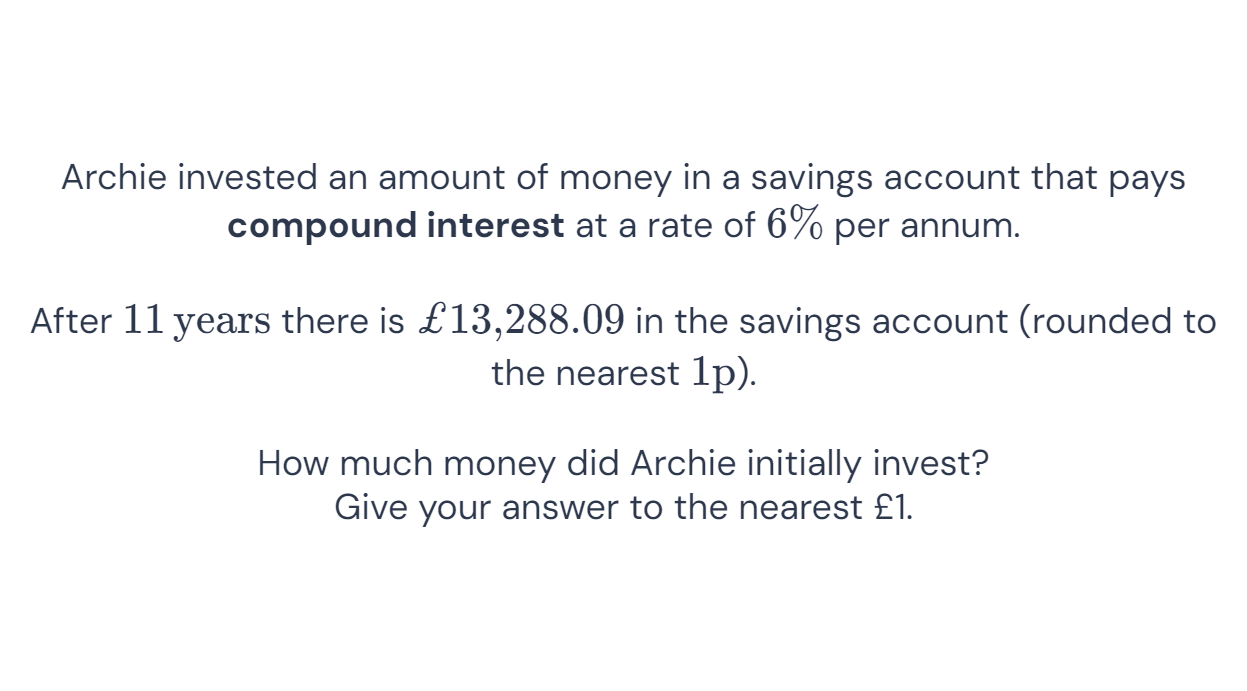 Archie invested an amount of money in a savings account that pays
compound interest at a rate of 6% per annum.
After 11 years there is £13,288.09 in the savings account (rounded to
the nearest 1p).
How much money did Archie initially invest?
Give your answer to the nearest £1.